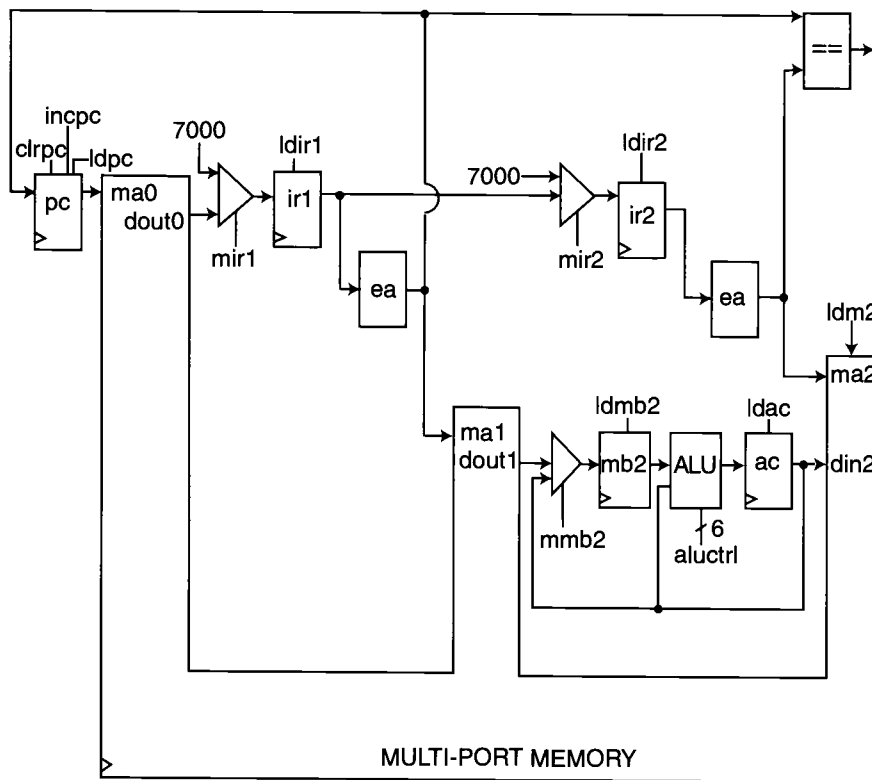 ==
incpc
clrpc
ldpc
7000
ldir1
ldir2
7000
pc
ma0
dout0
ir1
ir2
mir1
mir2
ea
ea
ldm2
ma2
ldmb2
ldac
ma1
dout1
mb2
ALU
ac
din2
mmb2
6
aluctrl
MULTI-PORT MEMORY